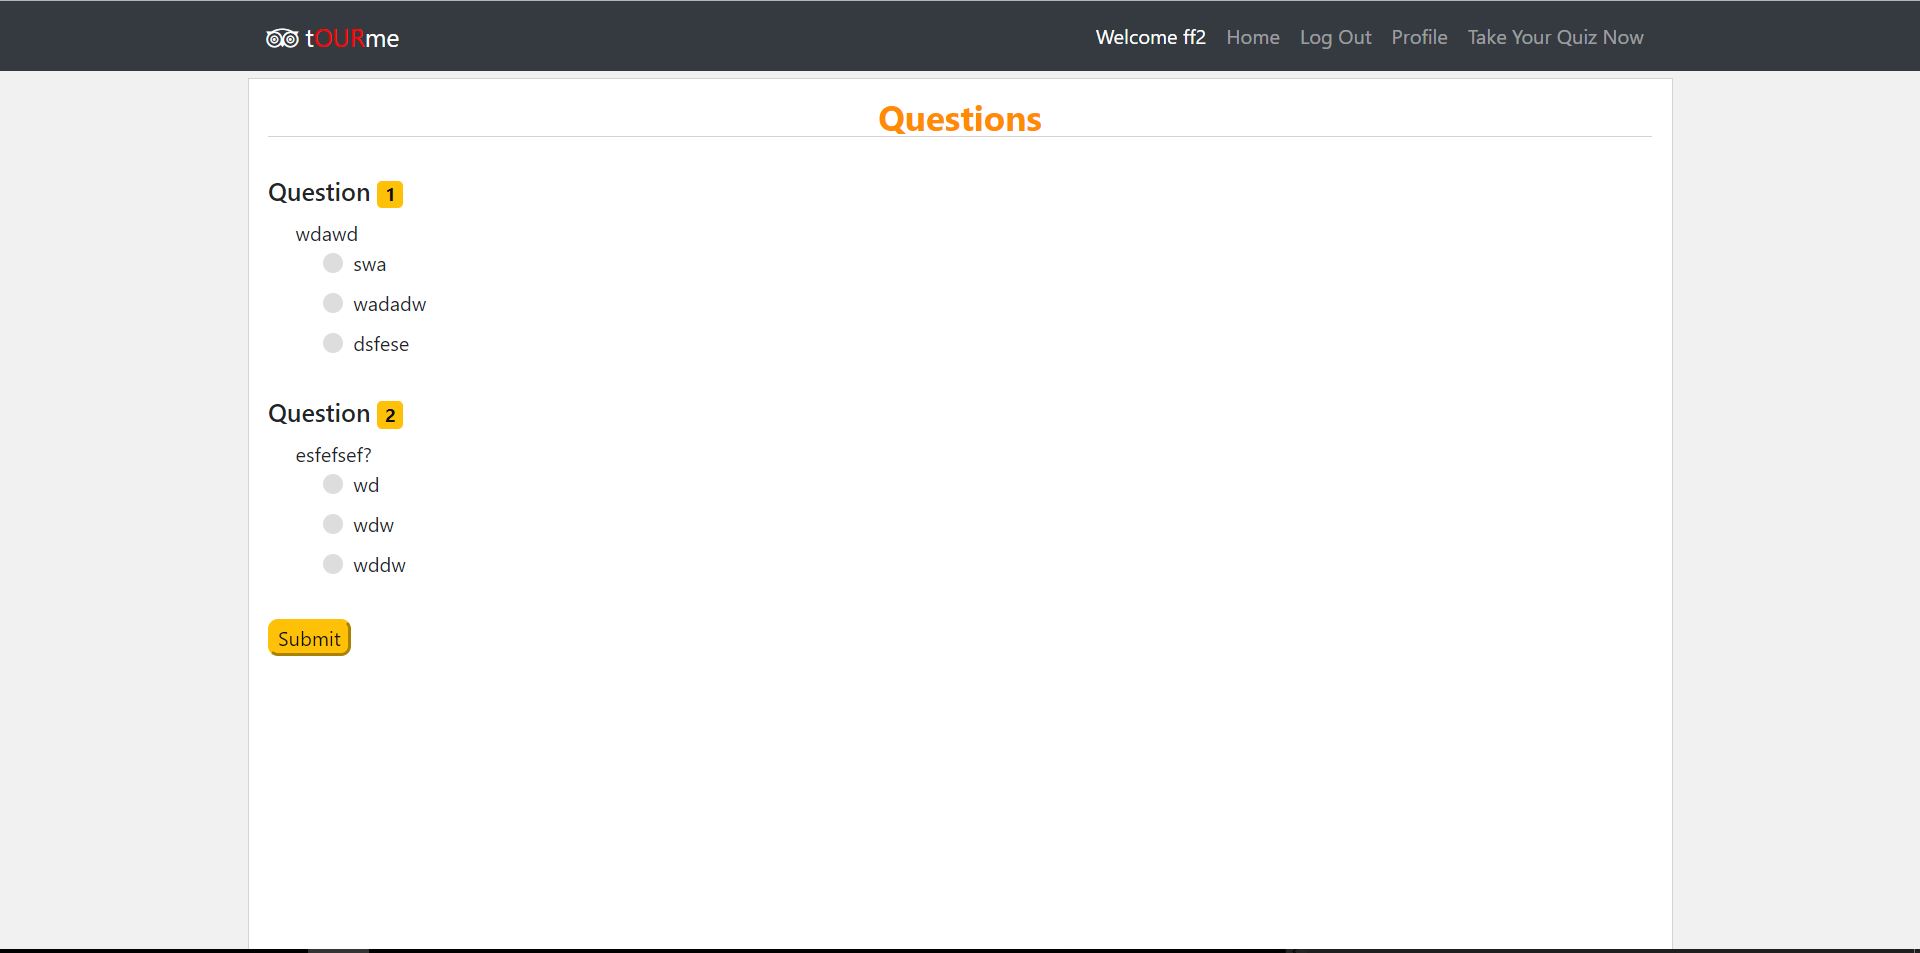 tOURme Welcome ff2 Home Log Out Profile Take Your Quiz Now
Questions
Question 1
wdawd
swa
wadadw
dsfese
Question 2
esfefsef?
wd
wdw
wddw
Submit